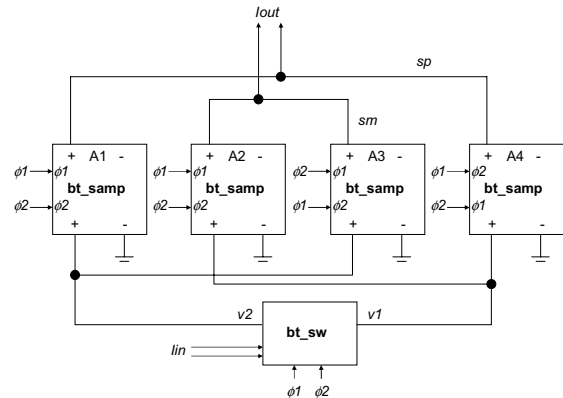 Iout
sp
sm
+ A1 - + A2 - + A3 - + A4 -
ϕ1 ϕ1 ϕ1 ϕ1 ϕ2 ϕ1 ϕ1 ϕ2
bt_samp bt_samp bt_samp bt_samp
ϕ2 ϕ2 ϕ2 ϕ2 ϕ1 ϕ2 ϕ2 ϕ1
+ - + - + - + -
v2 bt_sw v1
Iin
ϕ1 ϕ2